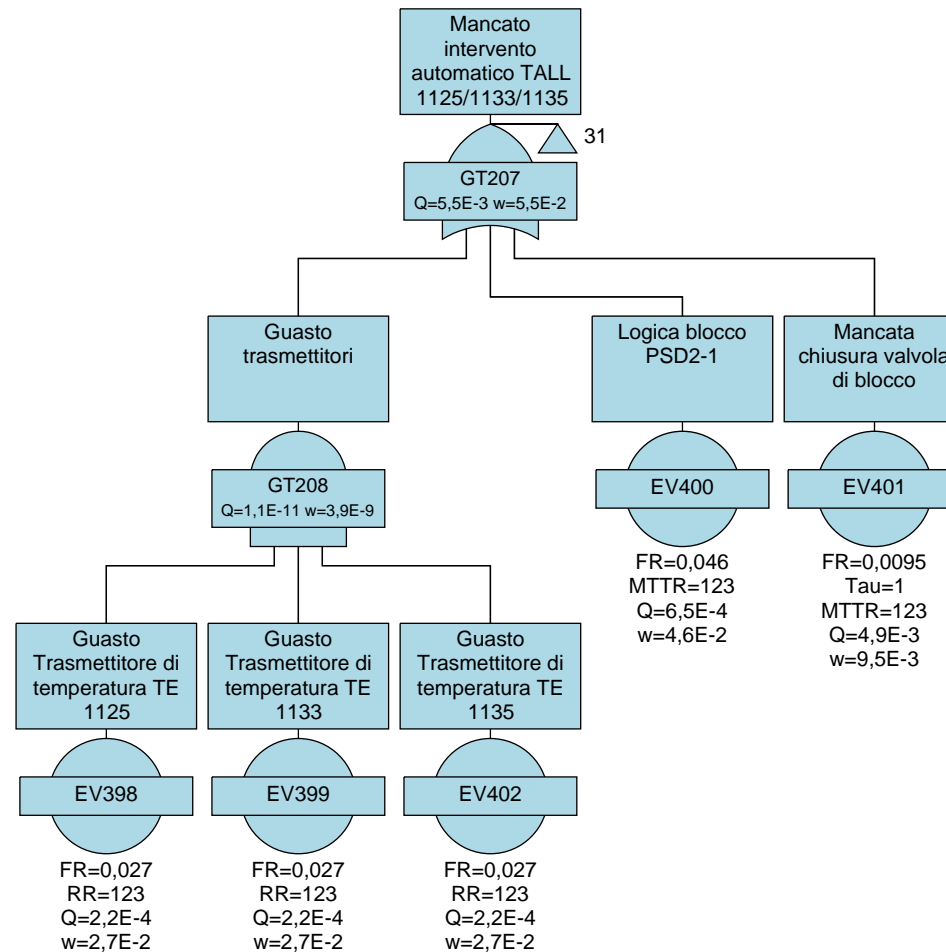 Mancato
intervento
automatico TALL
1125/1133/1135
31
GT207
Q=5,5E-3 w=5,5E-2
Guasto
trasmettitori
Logica blocco
PSD2-1
Mancata
chiusura valvola
di blocco
GT208
Q=1,1E-11 w=3,9E-9
EV400
EV401
FR=0,046
MTTR=123
Q=6,5E-4
w=4,6E-2
FR=0,0095
Tau=1
MTTR=123
Q=4,9E-3
w=9,5E-3
Guasto
Trasmettitore di
temperatura TE
1125
Guasto
Trasmettitore di
temperatura TE
1133
Guasto
Trasmettitore di
temperatura TE
1135
EV398
EV399
EV402
FR=0,027
RR=123
Q=2,2E-4
w=2,7E-2
FR=0,027
RR=123
Q=2,2E-4
w=2,7E-2
FR=0,027
RR=123
Q=2,2E-4
w=2,7E-2